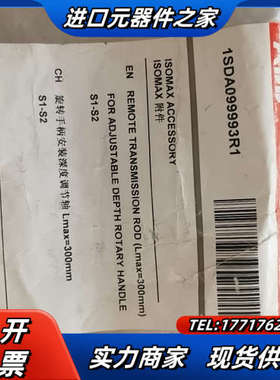 进口元器件之家
1SDA099993R1
ISOMAX ACCESSORY
ISOMAX 附件
EN REMOTE TRANSMISSION ROD (Lmax=300mm)
FOR ADJUSTABLE DEPTH ROTARY HANDLE
S1-S2
CH 旋转手柄安装深度调节轴 Lmax=300mm
S1-S2
开
票
TEL:1771762
实力商家 现货供